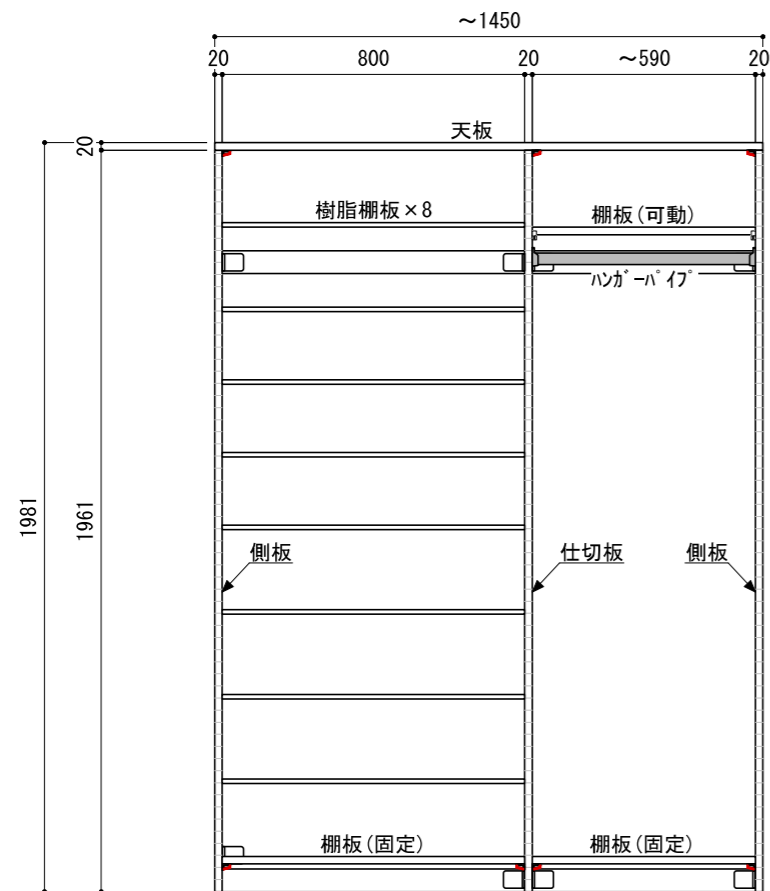 ～1450
20 800 20 ～590 20
天板
20
樹脂棚板×8 棚板(可動)
ﾊﾝｶﾞｰﾊﾟｲﾌﾟ
1981
1961
側板 仕切板 側板
棚板(固定) 棚板(固定)